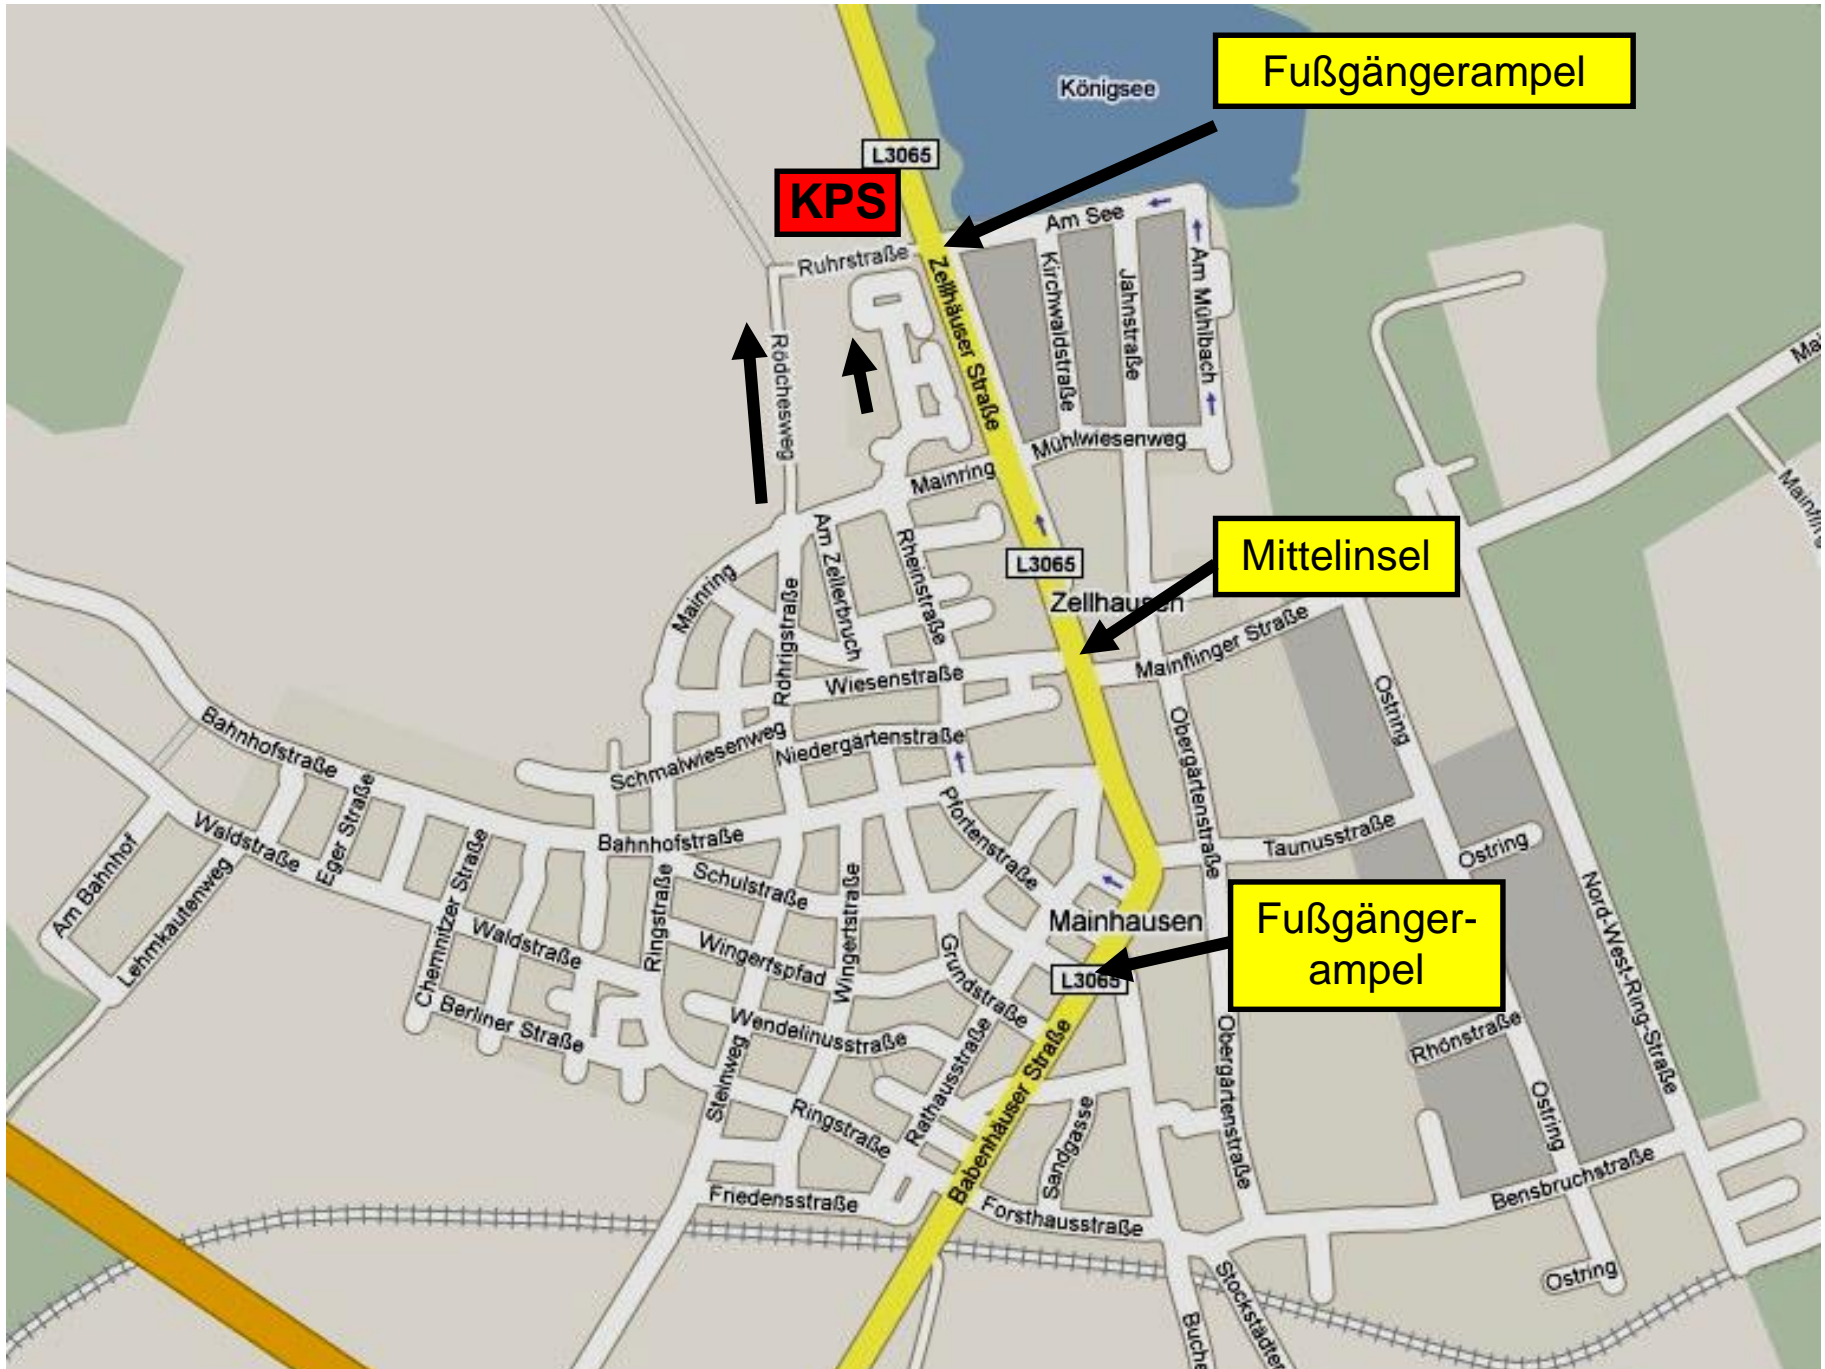 Fußgängerampel
Königsee
L3065
KPS
Am See
Ruhrstraße
Zellhäuser Straße
Kirchwaldstraße
Jahnstraße
Am Mühlbach
Rödchesweg
Mühlwiesenweg
Mainring
Am Zellerbruch
Rheinstraße
Mittelinsel
L3065
Zellhausen
Mainring
Röhrigstraße
Mainflinger Straße
Wiesenstraße
Ostring
Obergärtenstraße
Bahnhofstraße
Schmalwiesenweg
Niedergärtenstraße
Eger Straße
Pfortenstraße
Waldstraße
Bahnhofstraße
Taunusstraße
Ostring
Am Bahnhof
Lehmkautenweg
Chemnitzer Straße
Schulstraße
Ringstraße
Wingertstraße
Nord-West-Ring-Straße
Mainhausen
Fußgänger-
ampel
Waldstraße
Wingertspfad
Grundstraße
L3065
Berliner Straße
Wendelinusstraße
Rhönstraße
Obergärtenstraße
Steinweg
Rathausstraße
Babenhäuser Straße
Ringstraße
Sandgasse
Ostring
Bensbruchstraße
Friedensstraße
Forsthausstraße
Ostring